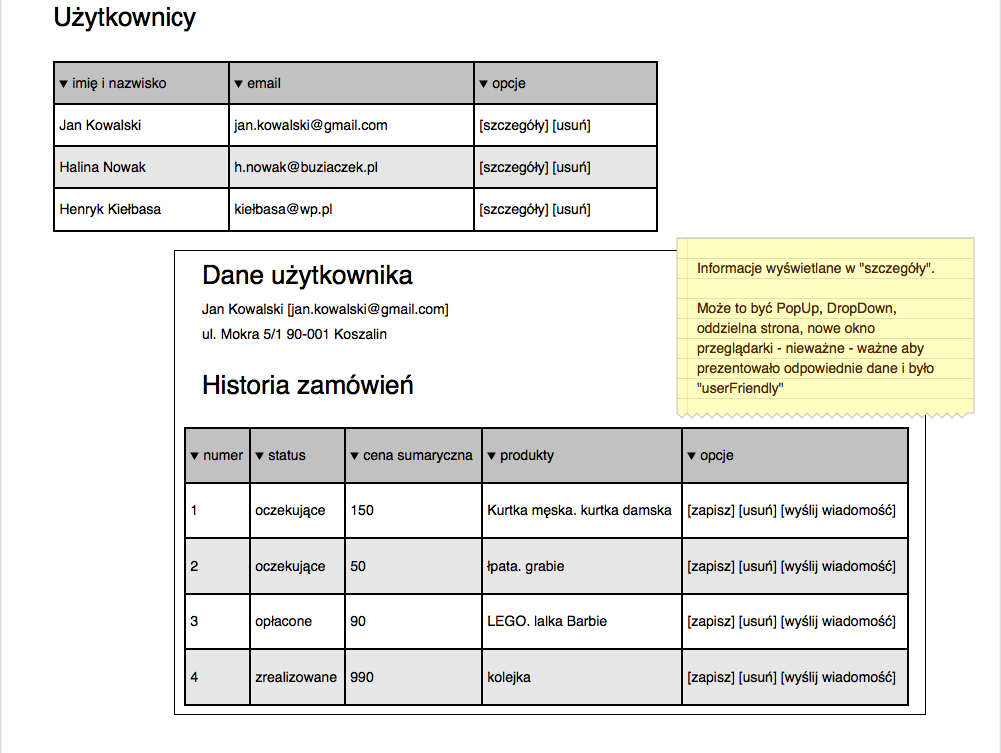 Użytkownicy
▼ imię i nazwisko ▼ email ▼ opcje
Jan Kowalski jan.kowalski@gmail.com [szczegóły] [usuń]
Halina Nowak h.nowak@buziaczek.pl [szczegóły] [usuń]
Henryk Kiełbasa kiełbasa@wp.pl [szczegóły] [usuń]
Dane użytkownika
Jan Kowalski [jan.kowalski@gmail.com]
ul. Mokra 5/1 90-001 Koszalin
Informacje wyświetlane w "szczegóły".
Może to być PopUp, DropDown,
oddzielna strona, nowe okno
przeglądarki - nieważne - ważne aby
prezentowało odpowiednie dane i było
"userFriendly"
Historia zamówień
▼ numer ▼ status ▼ cena sumaryczna ▼ produkty ▼ opcje
1 oczekujące 150 Kurtka męska. kurtka damska [zapisz] [usuń] [wyślij wiadomość]
2 oczekujące 50 łpata. grabie [zapisz] [usuń] [wyślij wiadomość]
3 opłacone 90 LEGO. lalka Barbie [zapisz] [usuń] [wyślij wiadomość]
4 zrealizowane 990 kolejka [zapisz] [usuń] [wyślij wiadomość]